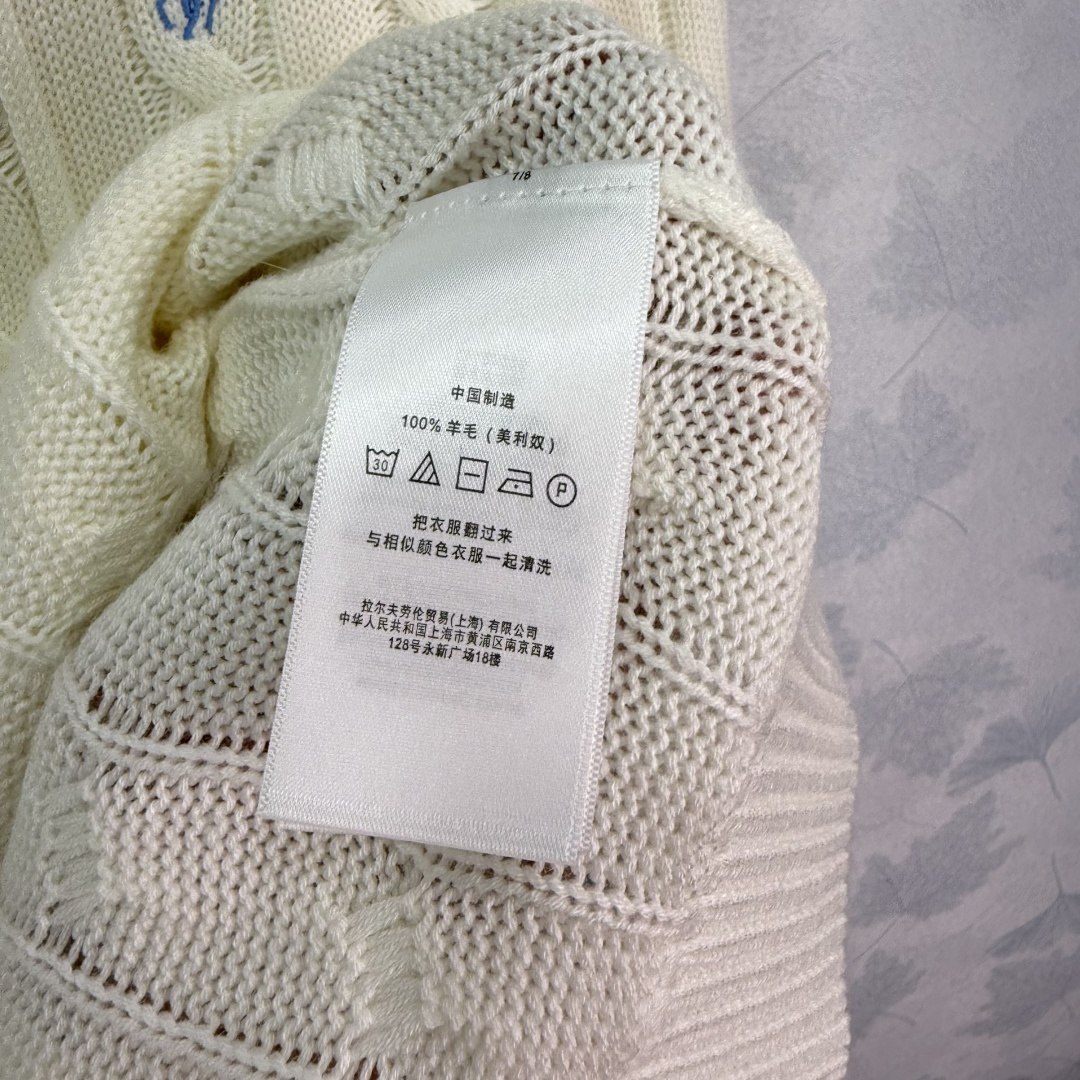 7/8
中国制造
100% 羊毛 (美利奴)
30
P
把衣服翻过来
与相似颜色衣服一起清洗
拉尔夫劳伦贸易(上海) 有限公司
中华人民共和国上海市黄浦区南京西路
128号永新广场18楼